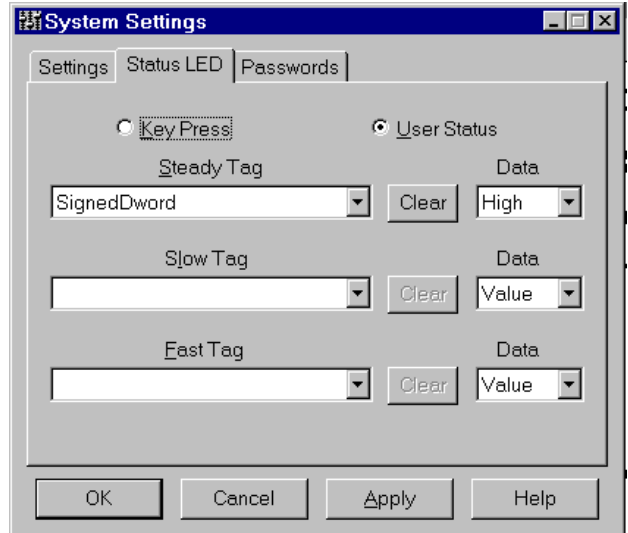 System Settings
Settings Status LED Passwords
Key Press User Status
Steady Tag Data
SignedDword Clear High
Slow Tag Data
Clear Value
Fast Tag Data
Clear Value
OK Cancel Apply Help